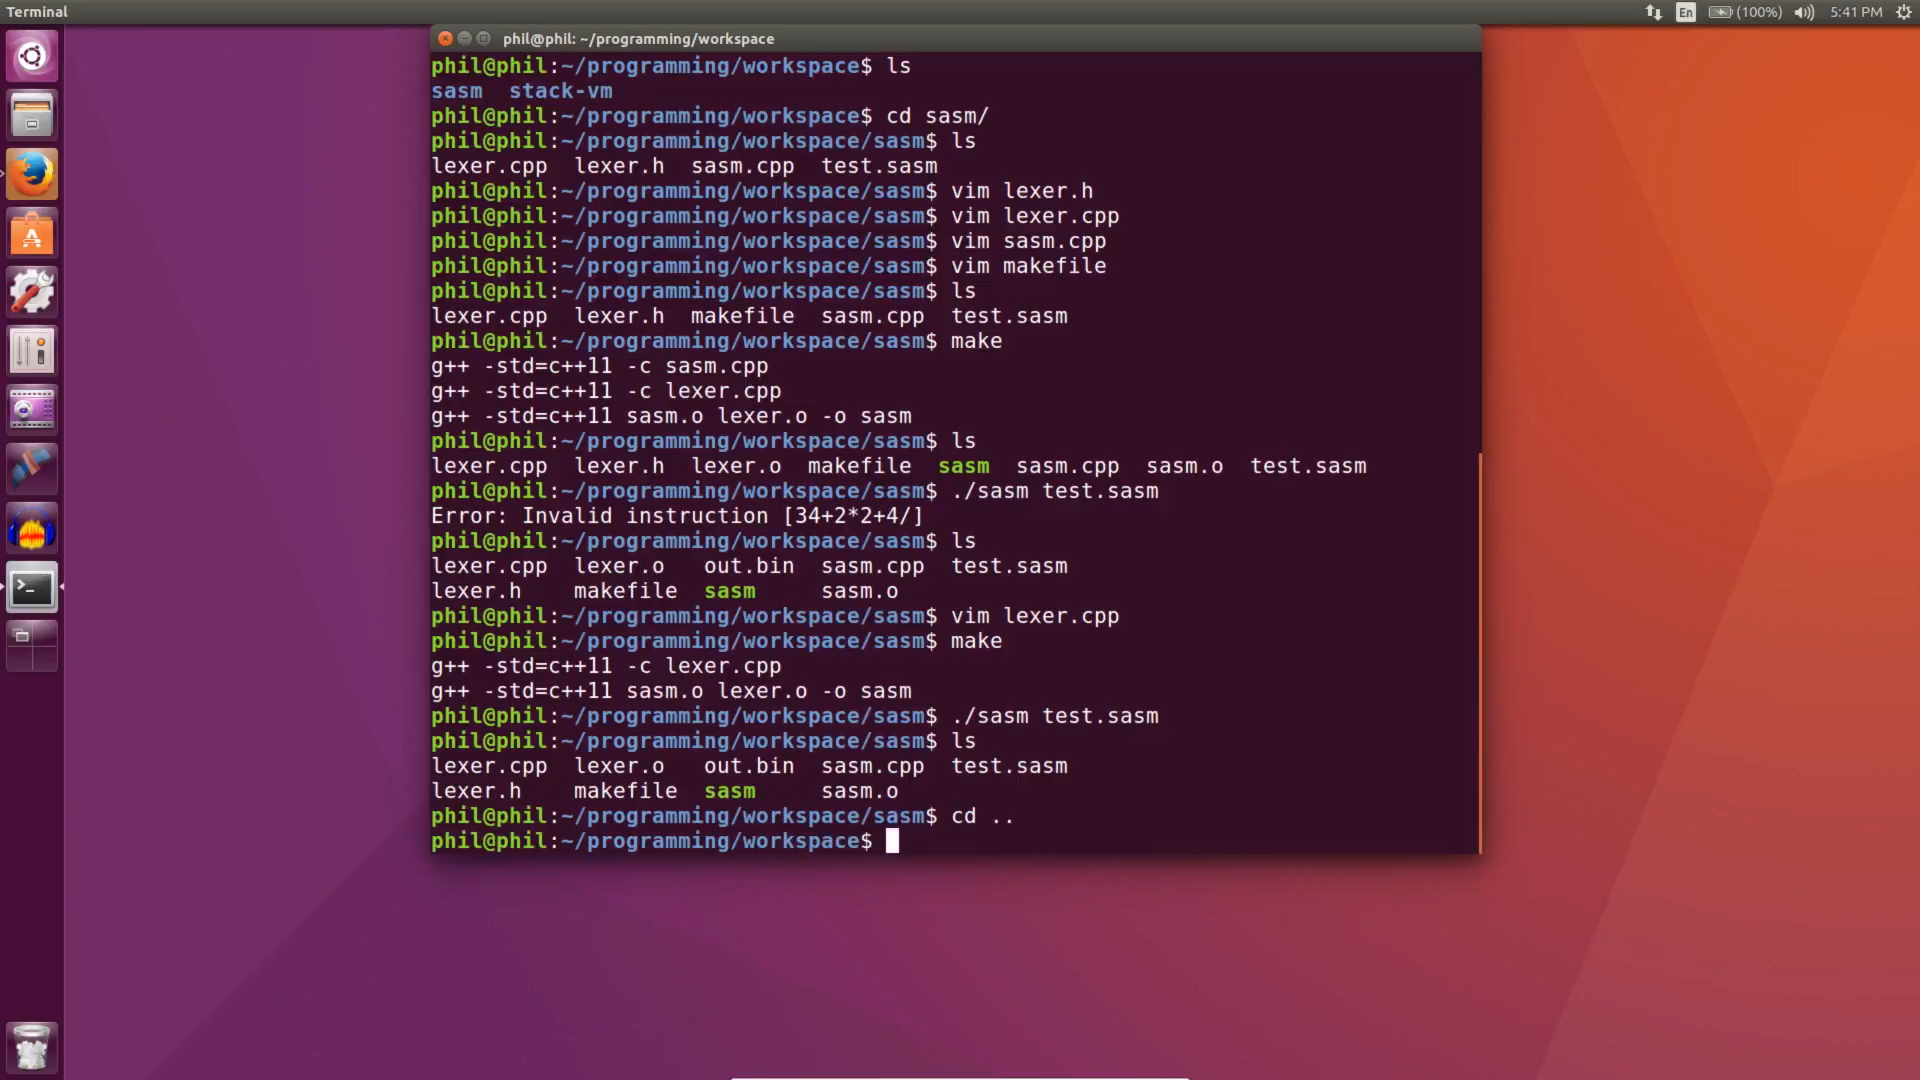 Terminal
En
(100%)
5:41 PM
phil@phil: ~/programming/workspace
phil@phil:~/programming/workspace$ ls
sasm  stack-vm
phil@phil:~/programming/workspace$ cd sasm/
phil@phil:~/programming/workspace/sasm$ ls
lexer.cpp  lexer.h  sasm.cpp  test.sasm
phil@phil:~/programming/workspace/sasm$ vim lexer.h
phil@phil:~/programming/workspace/sasm$ vim lexer.cpp
phil@phil:~/programming/workspace/sasm$ vim sasm.cpp
phil@phil:~/programming/workspace/sasm$ vim makefile
phil@phil:~/programming/workspace/sasm$ ls
lexer.cpp  lexer.h  makefile  sasm.cpp  test.sasm
phil@phil:~/programming/workspace/sasm$ make
g++ -std=c++11 -c sasm.cpp
g++ -std=c++11 -c lexer.cpp
g++ -std=c++11 sasm.o lexer.o -o sasm
phil@phil:~/programming/workspace/sasm$ ls
lexer.cpp  lexer.h  lexer.o  makefile  sasm  sasm.cpp  sasm.o  test.sasm
phil@phil:~/programming/workspace/sasm$ ./sasm test.sasm
Error: Invalid instruction [34+2*2+4/]
phil@phil:~/programming/workspace/sasm$ ls
lexer.cpp  lexer.o   out.bin  sasm.cpp  test.sasm
lexer.h    makefile  sasm     sasm.o
phil@phil:~/programming/workspace/sasm$ vim lexer.cpp
phil@phil:~/programming/workspace/sasm$ make
g++ -std=c++11 -c lexer.cpp
g++ -std=c++11 sasm.o lexer.o -o sasm
phil@phil:~/programming/workspace/sasm$ ./sasm test.sasm
phil@phil:~/programming/workspace/sasm$ ls
lexer.cpp  lexer.o   out.bin  sasm.cpp  test.sasm
lexer.h    makefile  sasm     sasm.o
phil@phil:~/programming/workspace/sasm$ cd ..
phil@phil:~/programming/workspace$